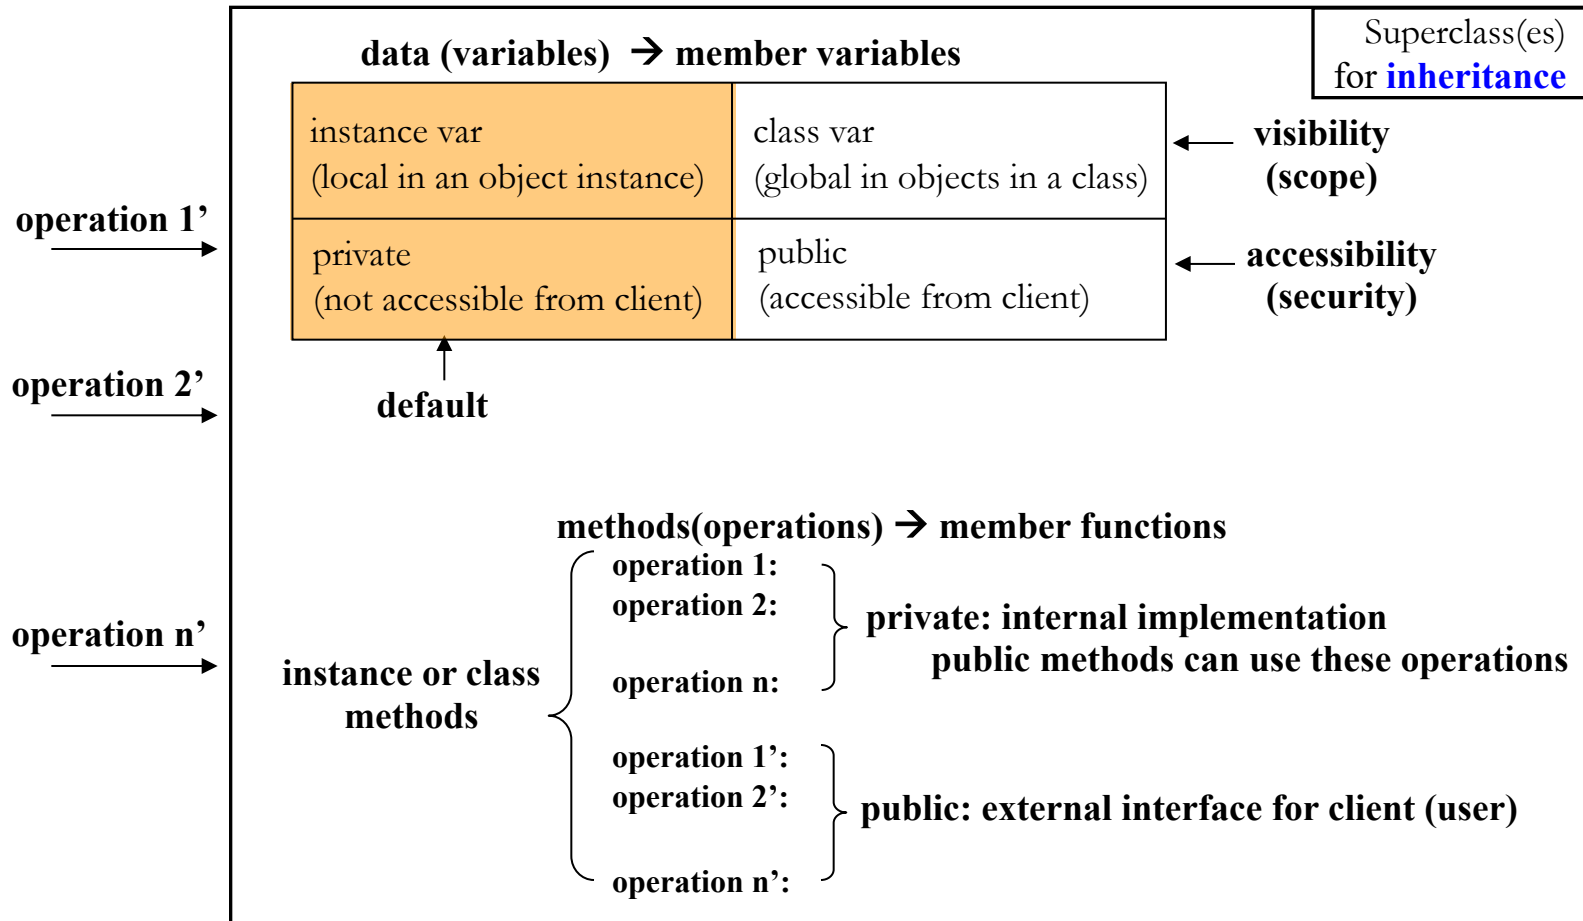 data (variables) → member variables
Superclass(es)
for inheritance
instance var
(local in an object instance)
class var
(global in objects in a class)
visibility
(scope)
operation 1’
private
(not accessible from client)
public
(accessible from client)
accessibility
(security)
operation 2’
default
methods(operations) → member functions
operation 1:
operation 2:
operation n:
private: internal implementation
public methods can use these operations
operation n’
instance or class
methods
operation 1’:
operation 2’:
operation n’:
public: external interface for client (user)